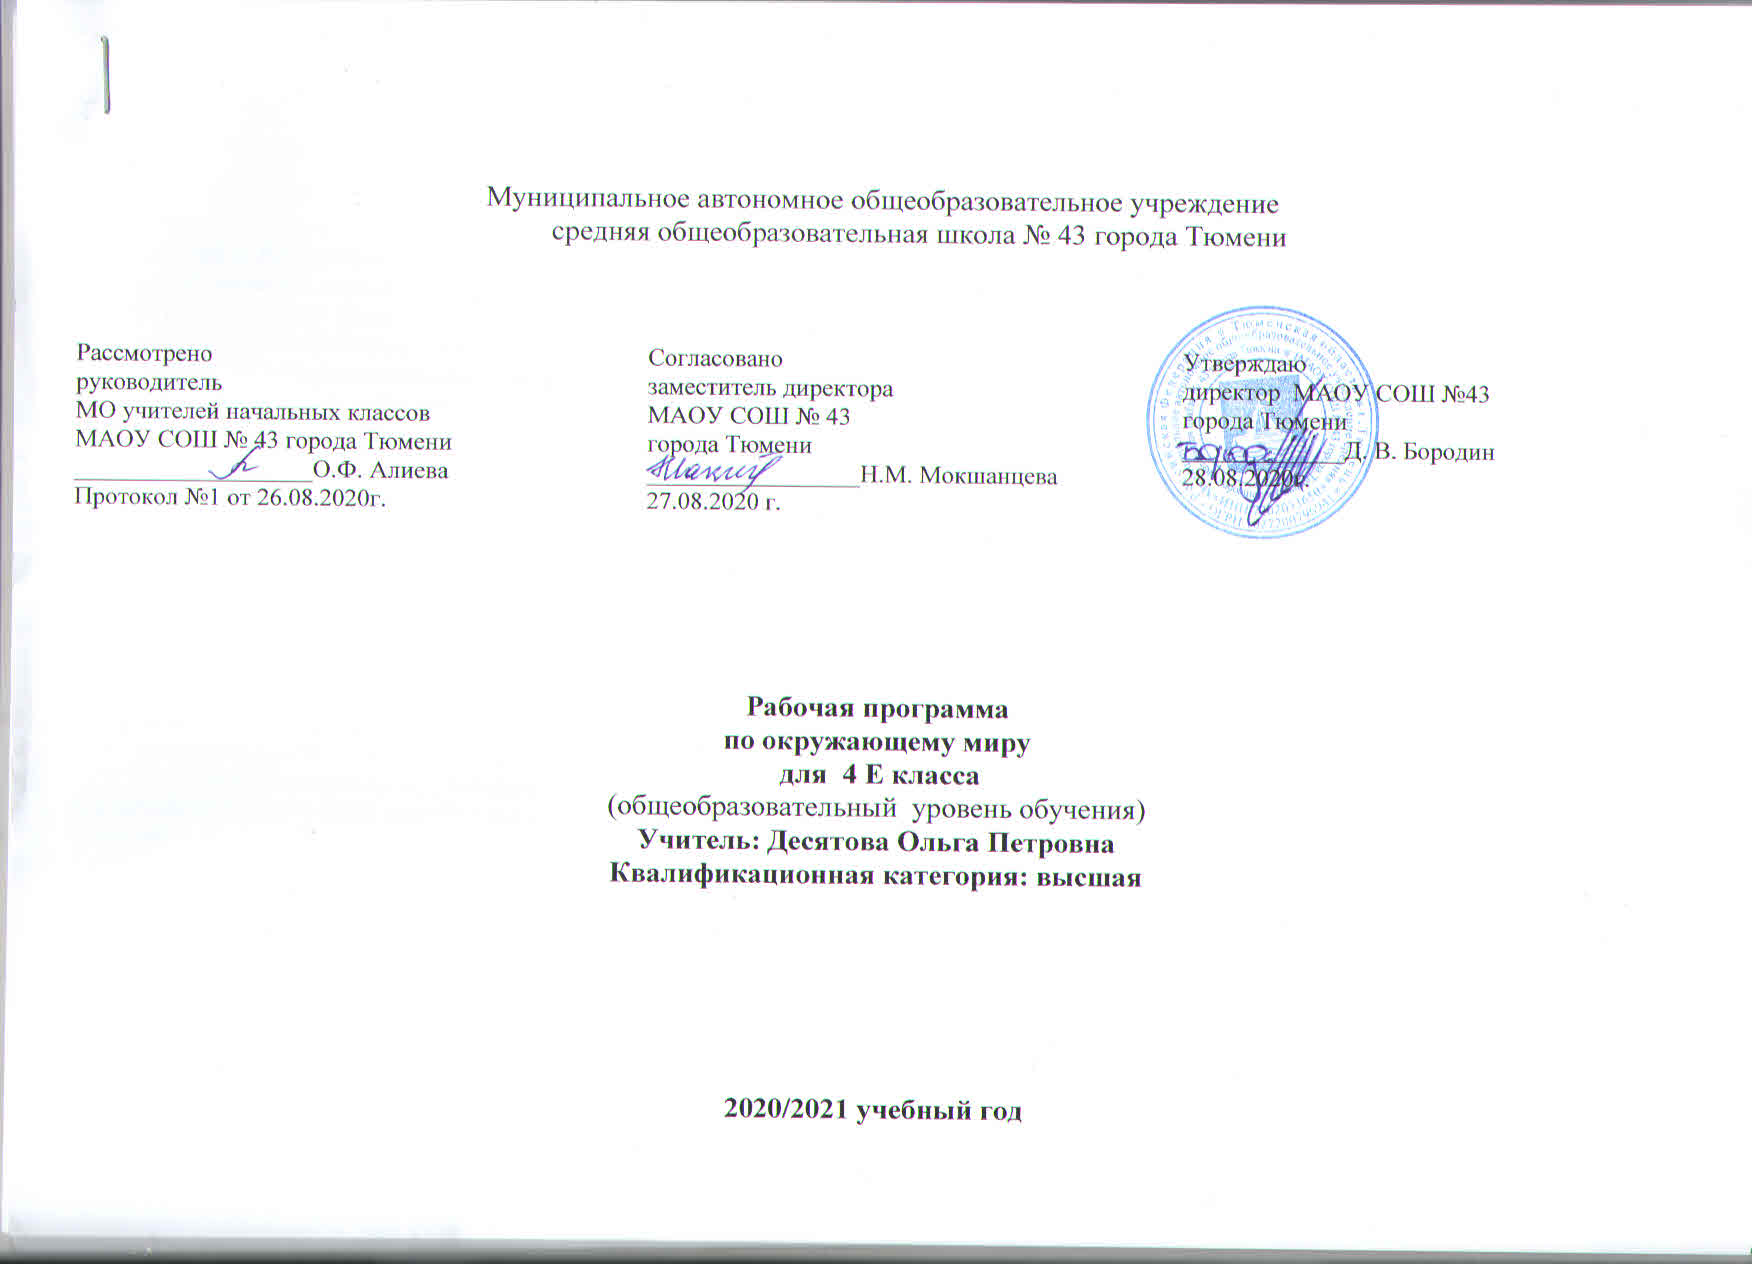 Муниципальное автономное общеобразовательное учреждение
средняя общеобразовательная школа № 43 города Тюмени
Рассмотрено
руководитель
МО учителей начальных классов
МАОУ СОШ № 43 города Тюмени
___________________О.Ф. Алиева
Протокол №1 от 26.08.2020г.
Согласовано
заместитель директора
МАОУ СОШ № 43
города Тюмени
_________________Н.М. Мокшанцева
27.08.2020 г.
Утверждаю
директор МАОУ СОШ №43
города Тюмени
_____________Д. В. Бородин
28.08.2020г.
Рабочая программа
по окружающему миру
для 4 Е класса
(общеобразовательный уровень обучения)
Учитель: Десятова Ольга Петровна
Квалификационная категория: высшая
2020/2021 учебный год